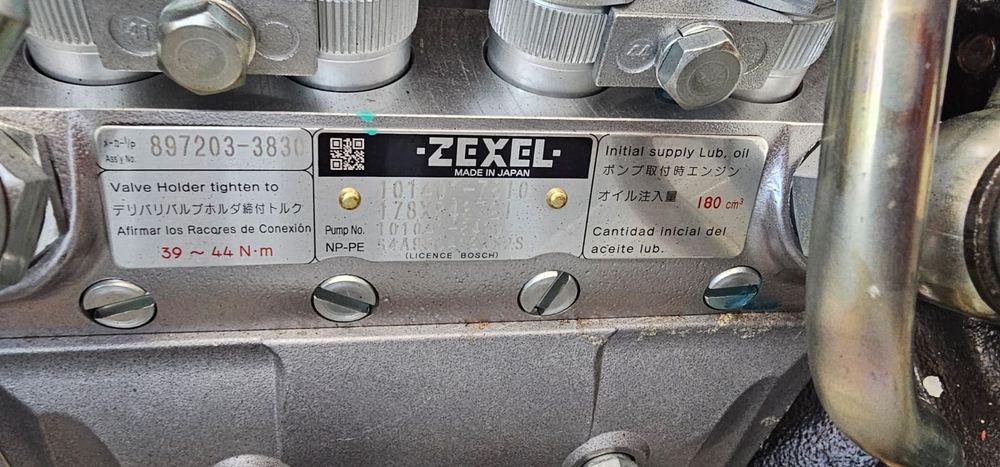 メーカーNp
Ass'y No.
897203-3830
Valve Holder tighten to
デリバリバルブホルダ締付トルク
Afirmar los Racores de Conexión
39 ~ 44 N·m
·ZEXEL·
MADE IN JAPAN
Pump No.
NP-PE
(LICENCE BOSCH)
Initial supply Lub, oil
ポンプ取付時エンジン
オイル注入量 180 cm³
Cantidad inicial del
aceite lub.